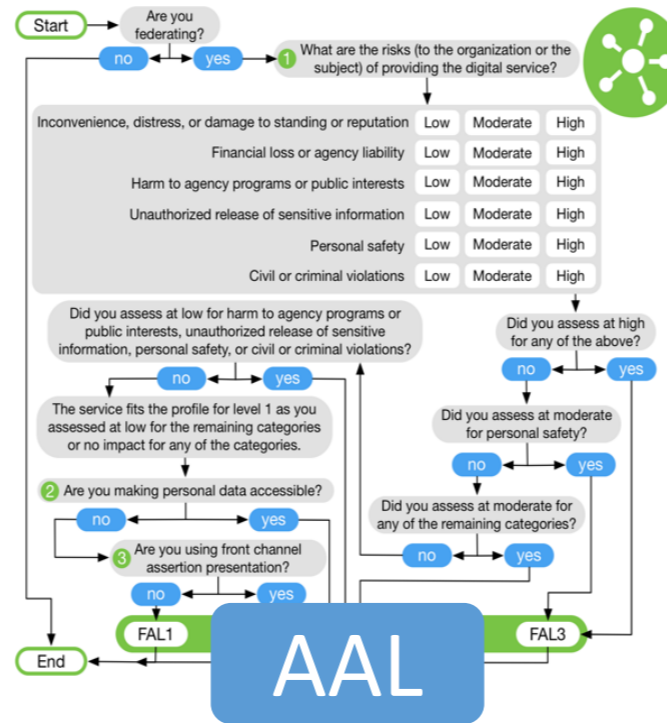 Start
Are you
federating?
no
yes
1
What are the risks (to the organization or the
subject) of providing the digital service?
Inconvenience, distress, or damage to standing or reputation Low Moderate High
Financial loss or agency liability Low Moderate High
Harm to agency programs or public interests Low Moderate High
Unauthorized release of sensitive information Low Moderate High
Personal safety Low Moderate High
Civil or criminal violations Low Moderate High
Did you assess at high
for any of the above?
no
yes
Did you assess at moderate
for personal safety?
no
yes
Did you assess at moderate for
any of the remaining categories?
no
yes
Did you assess at low for harm to agency programs or
public interests, unauthorized release of sensitive
information, personal safety, or civil or criminal violations?
no
yes
The service fits the profile for level 1 as you
assessed at low for the remaining categories
or no impact for any of the categories.
2
Are you making personal data accessible?
no
yes
3
Are you using front channel
assertion presentation?
no
yes
FAL1
AAL
FAL3
End